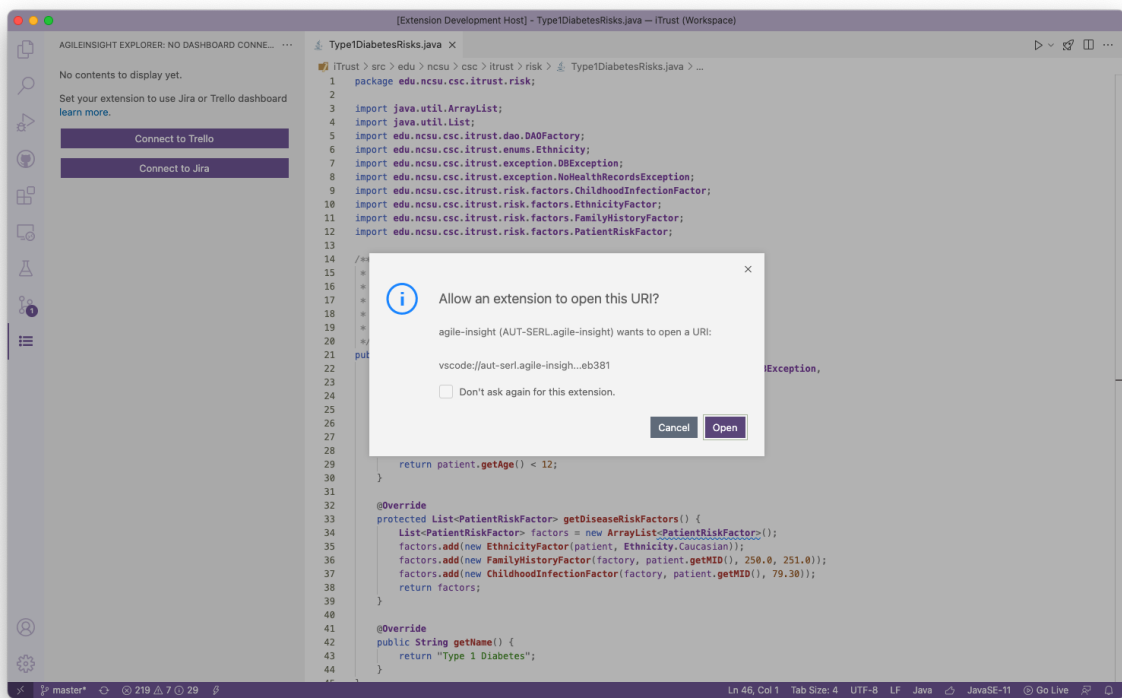 [Extension Development Host] - Type1DiabetesRisks.java — iTrust (Workspace)
AGILEINSIGHT EXPLORER: NO DASHBOARD CONNE... ···
No contents to display yet.
Set your extension to use Jira or Trello dashboard
learn more.
Connect to Trello
Connect to Jira
1
Type1DiabetesRisks.java ×
iTrust > src > edu > ncsu > csc > itrust > risk > Type1DiabetesRisks.java > ...
1 package edu.ncsu.csc.itrust.risk;
2
3 import java.util.ArrayList;
4 import java.util.List;
5 import edu.ncsu.csc.itrust.dao.DAOFactory;
6 import edu.ncsu.csc.itrust.enums.Ethnicity;
7 import edu.ncsu.csc.itrust.exception.DBException;
8 import edu.ncsu.csc.itrust.exception.NoHealthRecordsException;
9 import edu.ncsu.csc.itrust.risk.factors.ChildhoodInfectionFactor;
10 import edu.ncsu.csc.itrust.risk.factors.EthnicityFactor;
11 import edu.ncsu.csc.itrust.risk.factors.FamilyHistoryFactor;
12 import edu.ncsu.csc.itrust.risk.factors.PatientRiskFactor;
13
14 /**
15 *
16 *
17 *
18 *
19 *
20 */
21 pub
22 Exception,
23
24
25
26
27
28
29 return patient.getAge() < 12;
30 }
31
32 @Override
33 protected List<PatientRiskFactor> getDiseaseRiskFactors() {
34 List<PatientRiskFactor> factors = new ArrayList<PatientRiskFactor>();
35 factors.add(new EthnicityFactor(patient, Ethnicity.Caucasian));
36 factors.add(new FamilyHistoryFactor(factory, patient.getMID(), 250.0, 251.0));
37 factors.add(new ChildhoodInfectionFactor(factory, patient.getMID(), 79.30));
38 return factors;
39 }
40
41 @Override
42 public String getName() {
43 return "Type 1 Diabetes";
44 }
Allow an extension to open this URI?
agile-insight (AUT-SERL.agile-insight) wants to open a URI:
vscode://aut-serl.agile-insigh...eb381
Don't ask again for this extension.
Cancel
Open
master* 219 7 29 Ln 46, Col 1 Tab Size: 4 UTF-8 LF Java JavaSE-11 Go Live